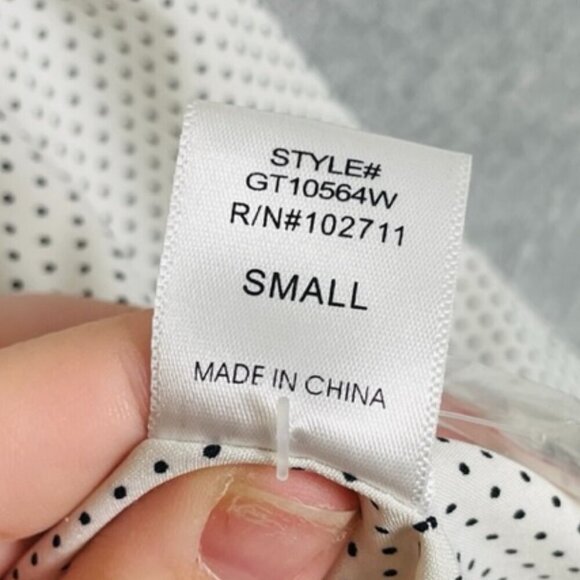 STYLE#
GT10564W
R/N#102711
SMALL
MADE IN CHINA